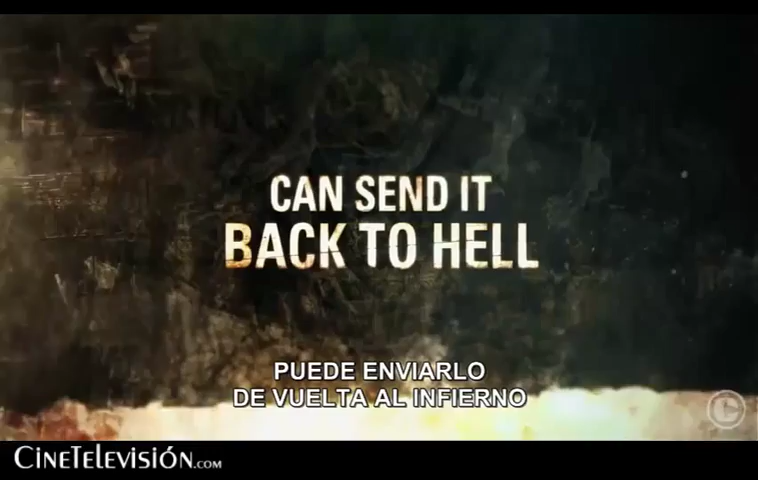 CAN SEND IT
BACK TO HELL
PUEDE ENVIARLO
DE VUELTA AL INFIERNO
CINETELEVISIÓN.COM